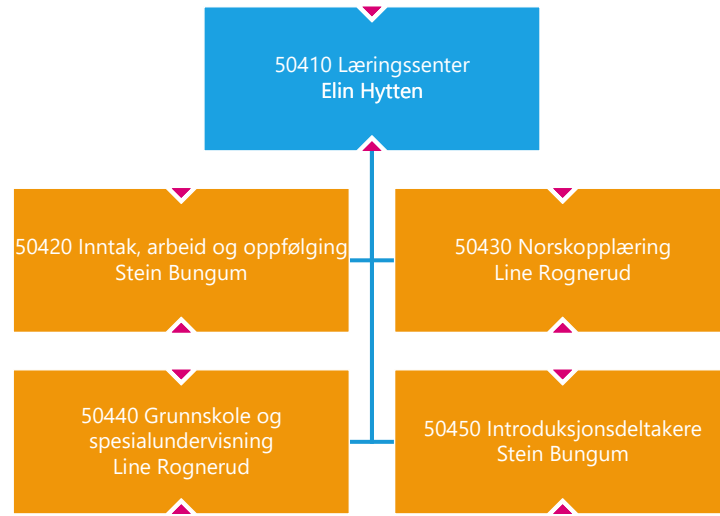 50410 Læringssenter
Elin Hytten
50420 Inntak, arbeid og oppfølging
Stein Bungum
50430 Norskopplæring
Line Rognerud
50440 Grunnskole og
spesialundervisning
Line Rognerud
50450 Introduksjonsdeltakere
Stein Bungum